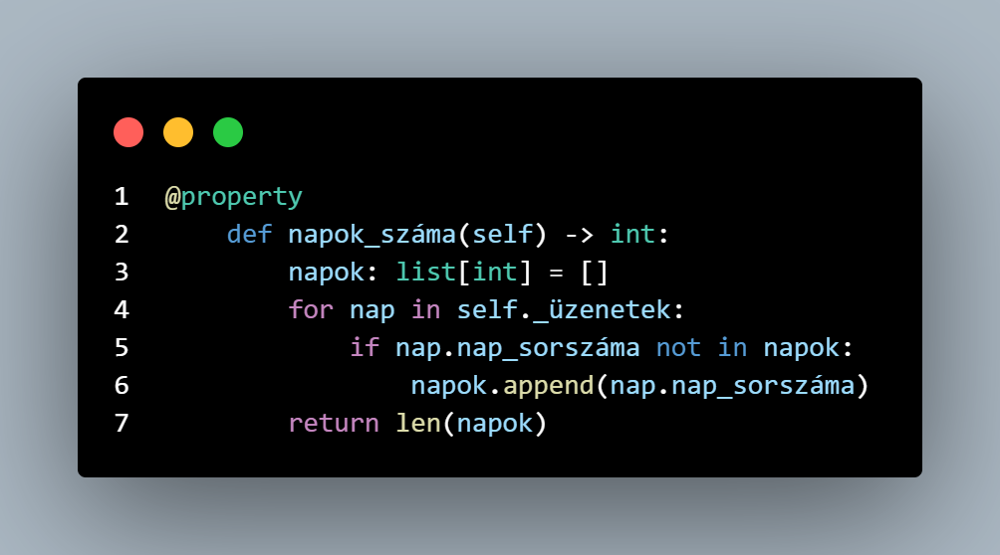 1 @property
2     def napok_száma(self) -> int:
3         napok: list[int] = []
4         for nap in self._üzenetek:
5             if nap.nap_sorszáma not in napok:
6                 napok.append(nap.nap_sorszáma)
7         return len(napok)